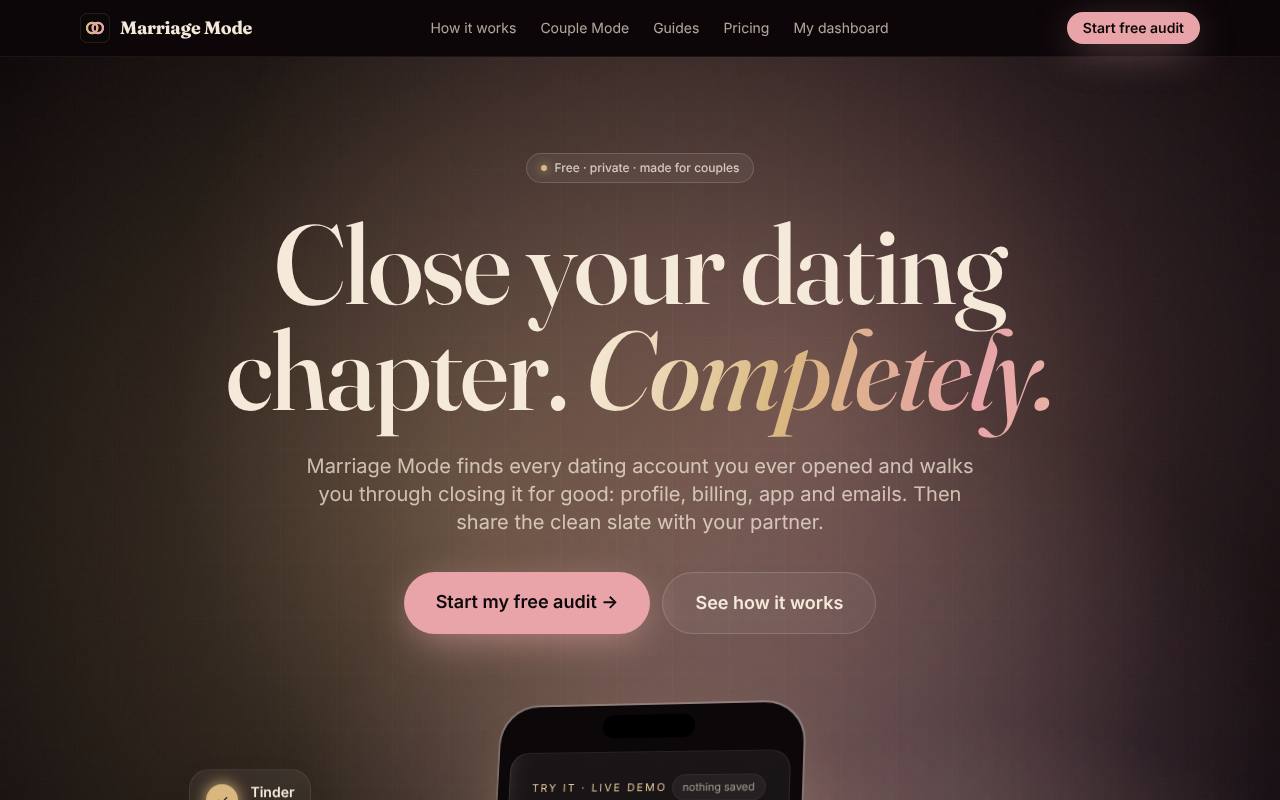 Marriage Mode
How it works
Couple Mode
Guides
Pricing
My dashboard
Start free audit
Free · private · made for couples
Close your dating
chapter. Completely.
Marriage Mode finds every dating account you ever opened and walks
you through closing it for good: profile, billing, app and emails. Then
share the clean slate with your partner.
Start my free audit →
See how it works
TRY IT · LIVE DEMO
nothing saved
Tinder